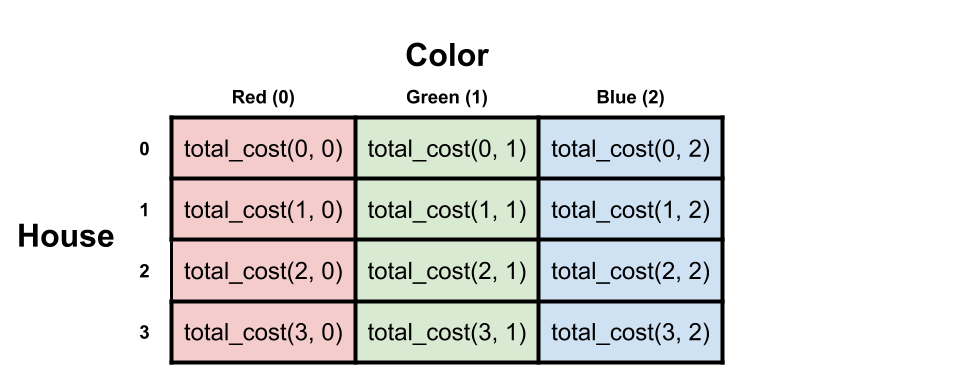 Color
Red (0) Green (1) Blue (2)
0 total_cost(0, 0) total_cost(0, 1) total_cost(0, 2)
1 total_cost(1, 0) total_cost(1, 1) total_cost(1, 2)
House
2 total_cost(2, 0) total_cost(2, 1) total_cost(2, 2)
3 total_cost(3, 0) total_cost(3, 1) total_cost(3, 2)